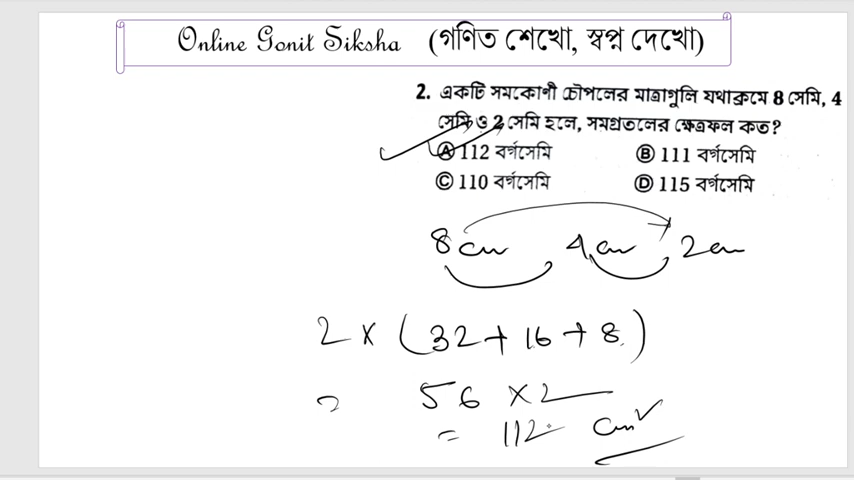 Online Gonit Siksha (গণিত শেখো, স্বপ্ন দেখো)
2. একটি সমকোণী চৌপলের মাত্রাগুলি যথাক্রমে 8 সেমি, 4
সেমি ও 2 সেমি হলে, সমগ্রতলের ক্ষেত্রফল কত?
Ⓐ 112 বর্গসেমি Ⓑ 111 বর্গসেমি
Ⓒ 110 বর্গসেমি Ⓓ 115 বর্গসেমি
8cm 4cm 2cm
2 × (32 + 16 + 8)
= 56 × 2
= 112 cm²